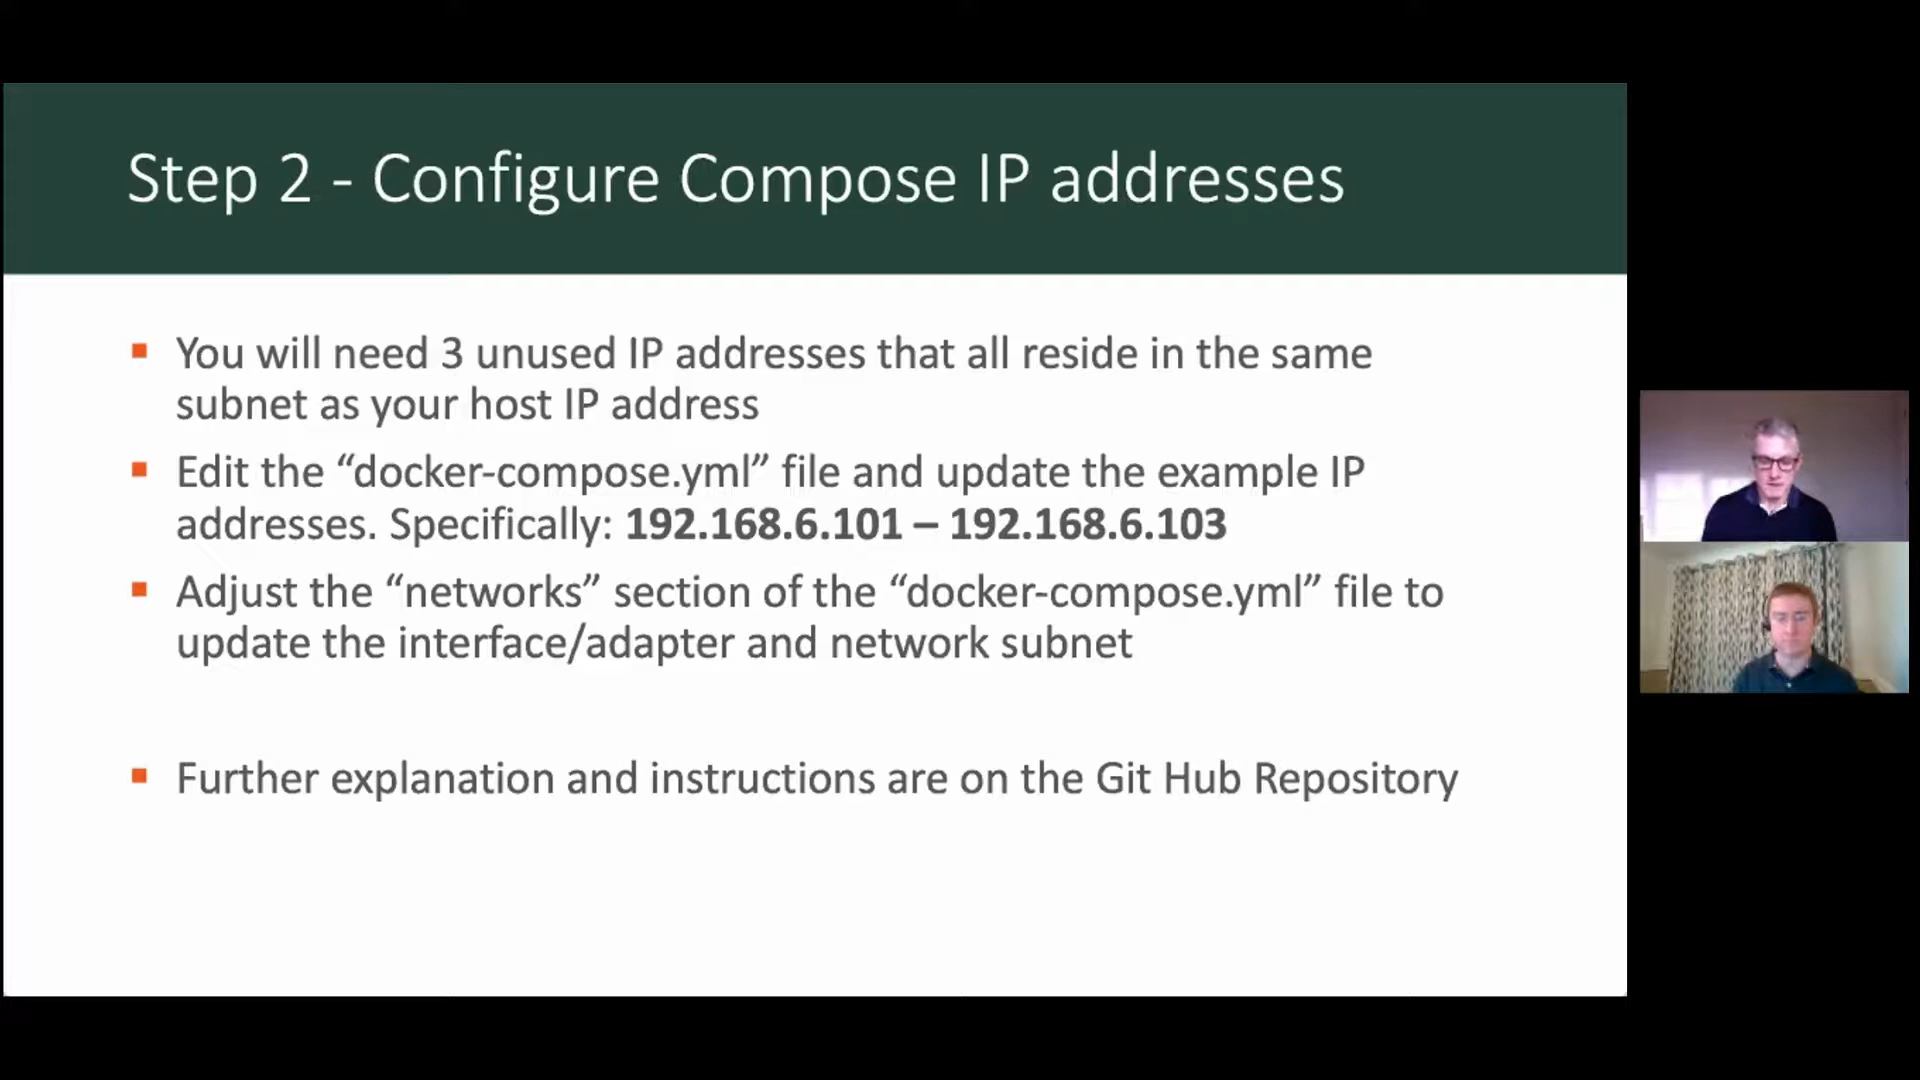 Step 2 - Configure Compose IP addresses
▪ You will need 3 unused IP addresses that all reside in the same
subnet as your host IP address
▪ Edit the “docker-compose.yml” file and update the example IP
addresses. Specifically: 192.168.6.101 – 192.168.6.103
▪ Adjust the “networks” section of the “docker-compose.yml” file to
update the interface/adapter and network subnet
▪ Further explanation and instructions are on the Git Hub Repository